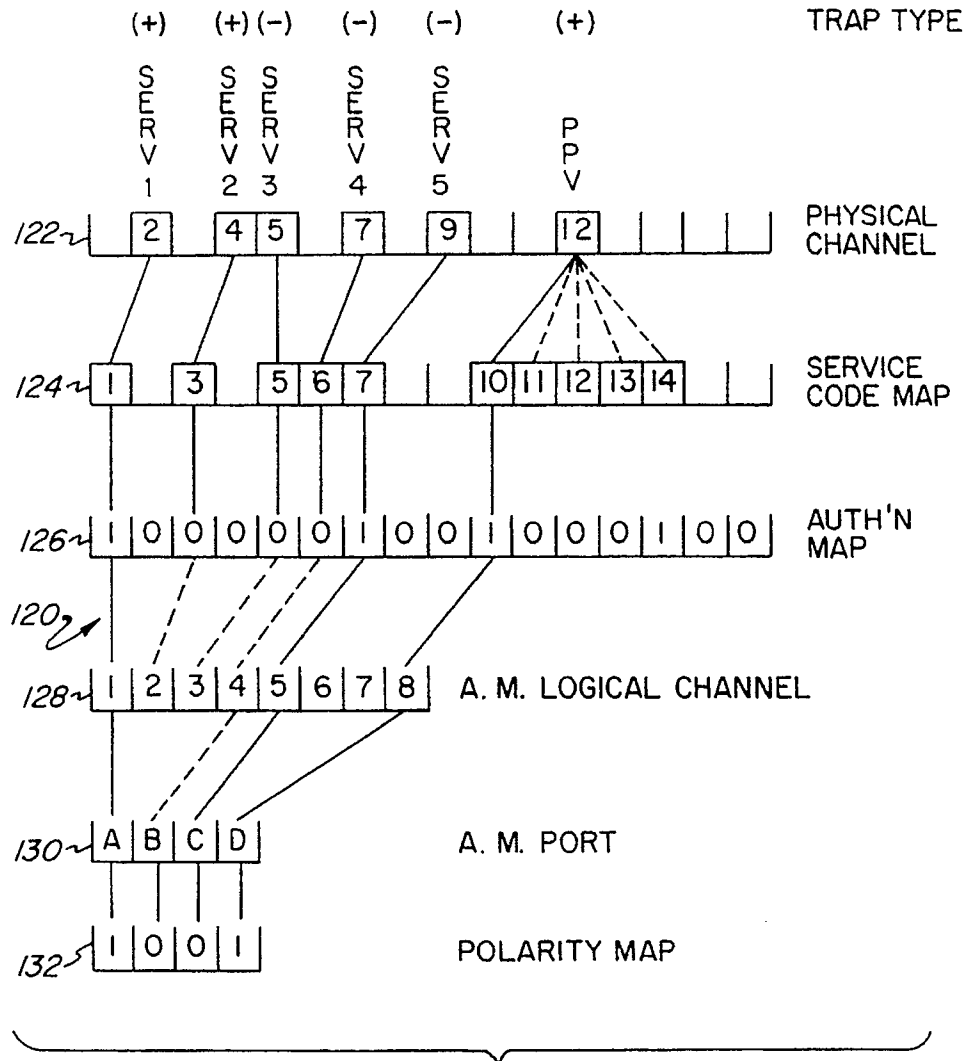 (+) (+) (-) (-) (-) (+) TRAP TYPE
SERV 1 SERV 2 SERV 3 SERV 4 SERV 5 PPV
122 2 4 5 7 9 12 PHYSICAL CHANNEL
124 1 3 5 6 7 10 11 12 13 14 SERVICE CODE MAP
126 1 0 0 0 0 0 1 0 0 1 0 0 0 1 0 0 AUTH'N MAP
120
128 1 2 3 4 5 6 7 8 A. M. LOGICAL CHANNEL
130 A B C D A. M. PORT
132 1 0 0 1 POLARITY MAP